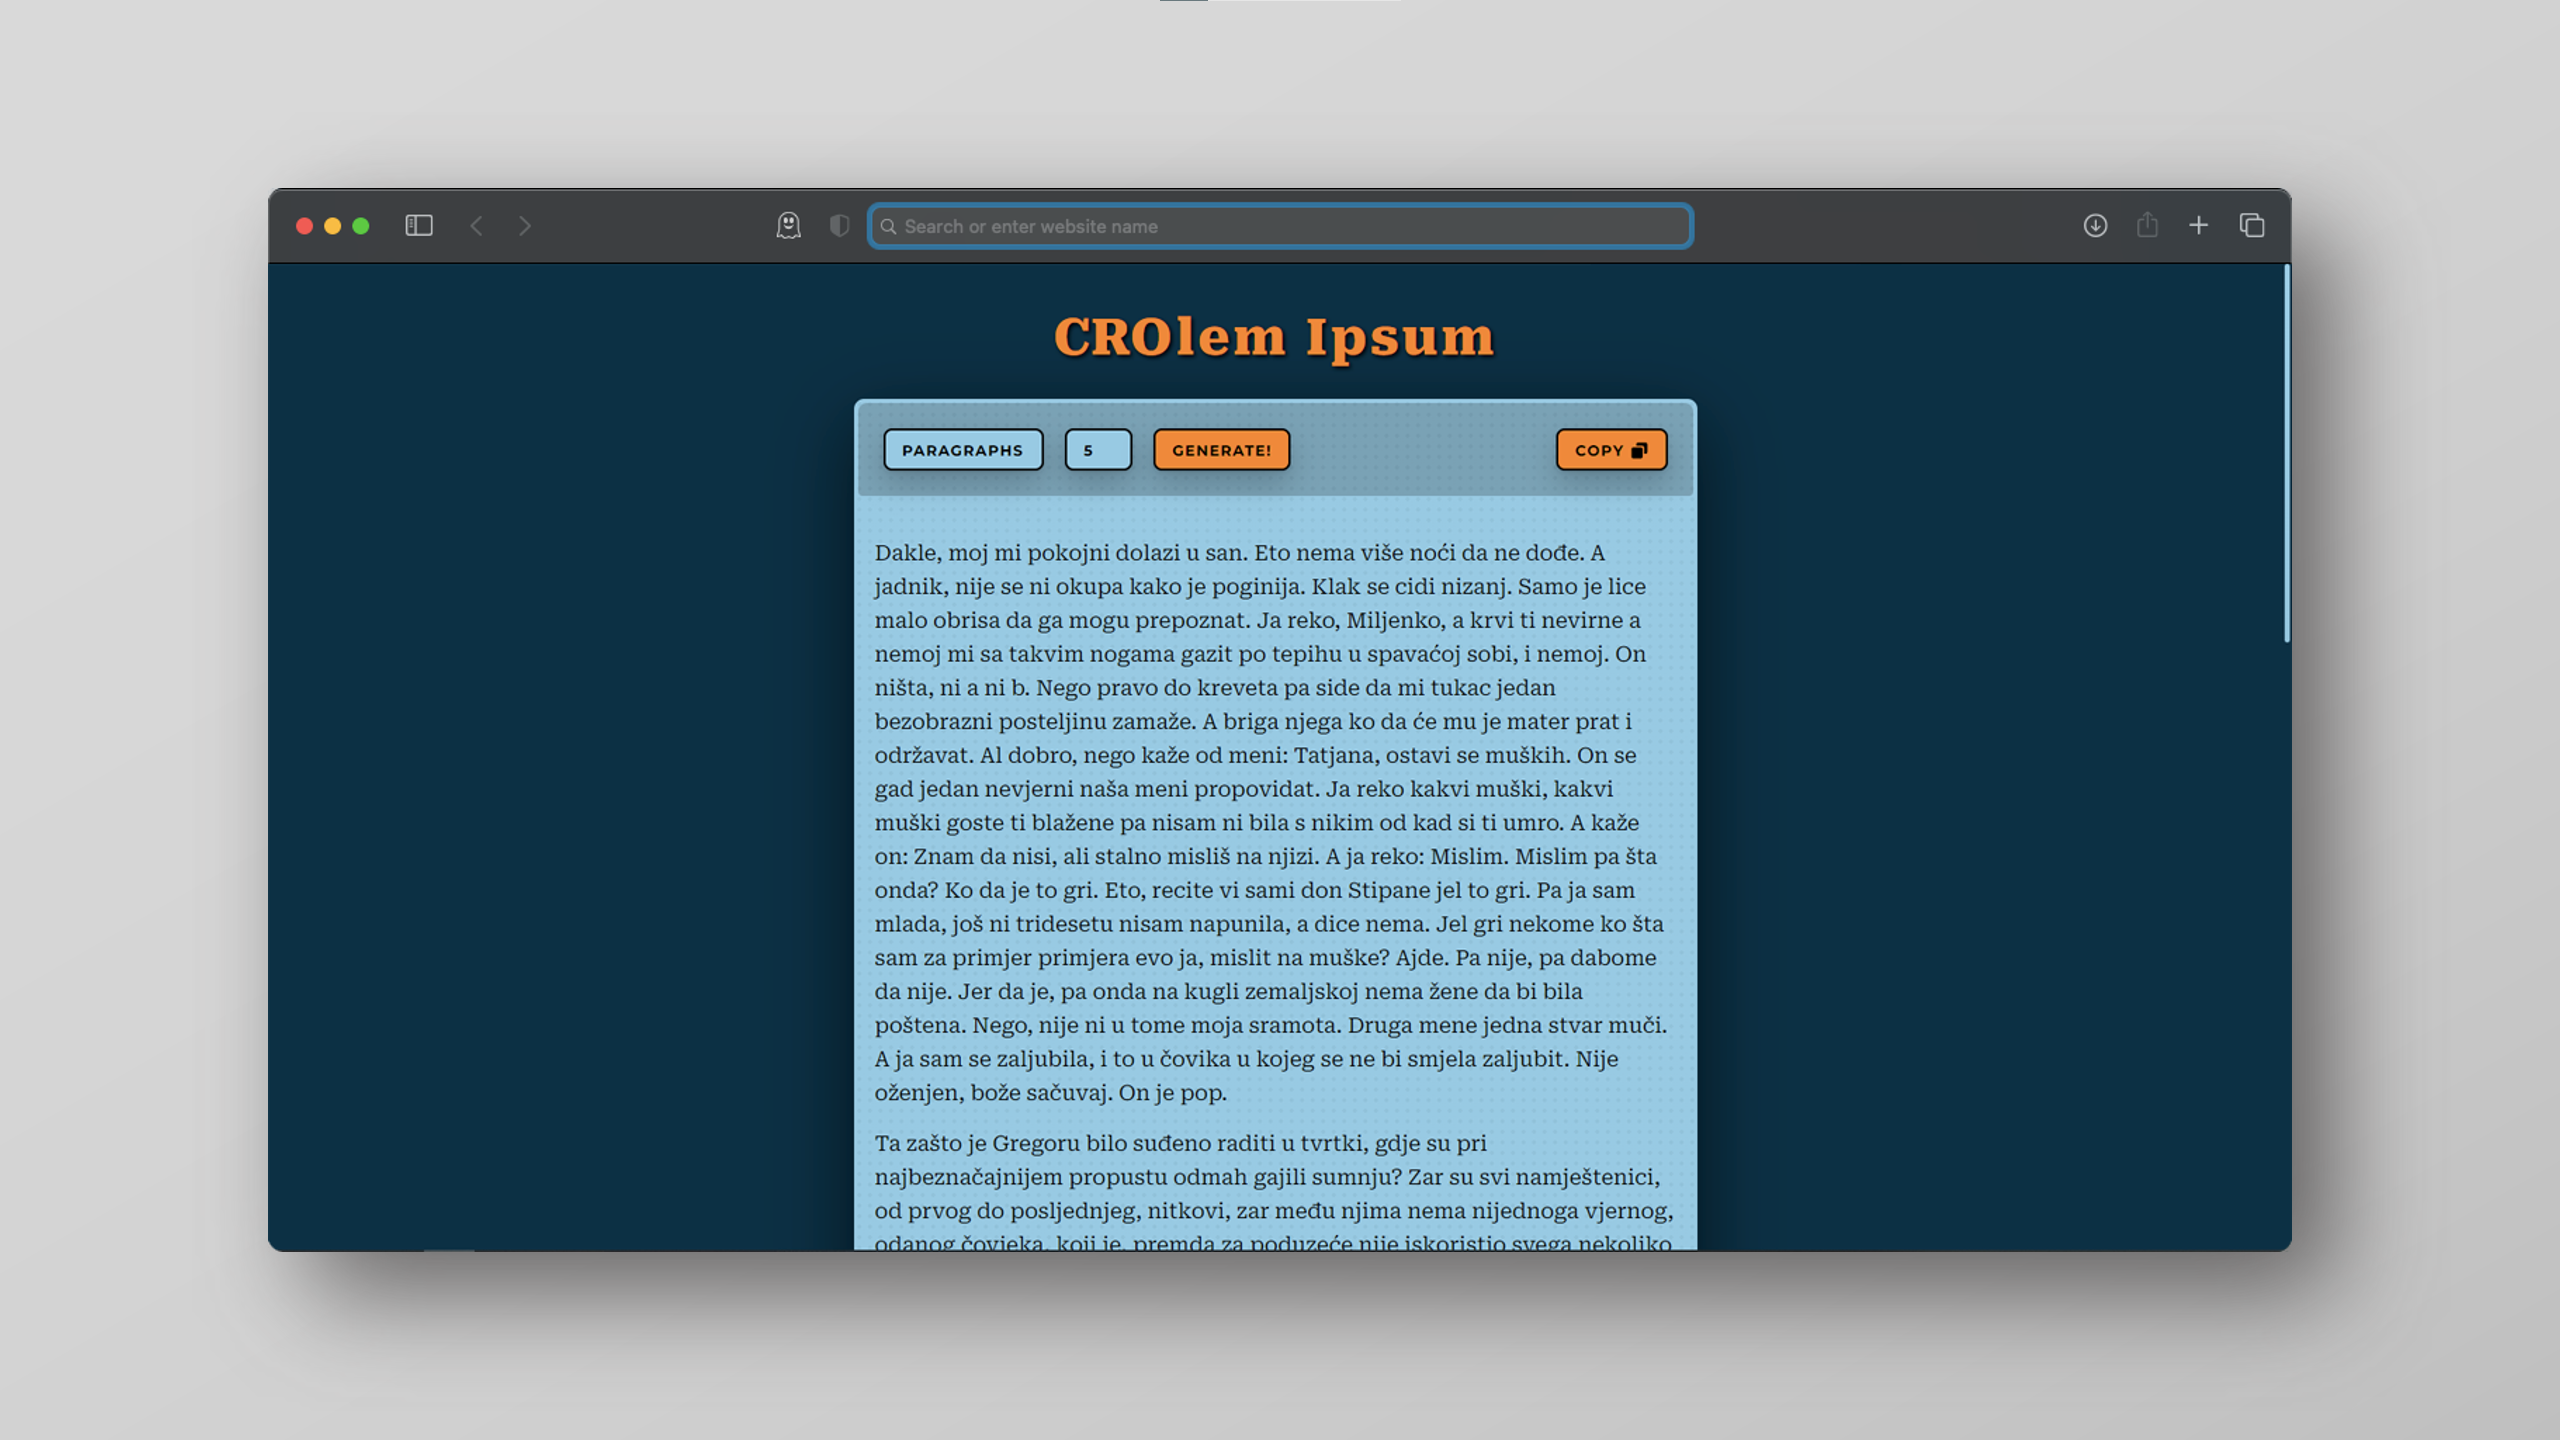 Search or enter website name
CROlem Ipsum
PARAGRAPHS 5 GENERATE! COPY
Dakle, moj mi pokojni dolazi u san. Eto nema više noći da ne dođe. A
jadnik, nije se ni okupa kako je poginija. Klak se cidi nizanj. Samo je lice
malo obrisa da ga mogu prepoznat. Ja reko, Miljenko, a krvi ti nevirne a
nemoj mi sa takvim nogama gazit po tepihu u spavaćoj sobi, i nemoj. On
ništa, ni a ni b. Nego pravo do kreveta pa side da mi tukac jedan
bezobrazni posteljinu zamaže. A briga njega ko da će mu je mater prat i
održavat. Al dobro, nego kaže od meni: Tatjana, ostavi se muških. On se
gad jedan nevjerni naša meni propovidat. Ja reko kakvi muški, kakvi
muški goste ti blažene pa nisam ni bila s nikim od kad si ti umro. A kaže
on: Znam da nisi, ali stalno misliš na njizi. A ja reko: Mislim. Mislim pa šta
onda? Ko da je to gri. Eto, recite vi sami don Stipane jel to gri. Pa ja sam
mlada, još ni tridesetu nisam napunila, a dice nema. Jel gri nekome ko šta
sam za primjer primjera evo ja, mislit na muške? Ajde. Pa nije, pa dabome
da nije. Jer da je, pa onda na kugli zemaljskoj nema žene da bi bila
poštena. Nego, nije ni u tome moja sramota. Druga mene jedna stvar muči.
A ja sam se zaljubila, i to u čovika u kojeg se ne bi smjela zaljubit. Nije
oženjen, bože sačuvaj. On je pop.
Ta zašto je Gregoru bilo suđeno raditi u tvrtki, gdje su pri
najbeznačajnijem propustu odmah gajili sumnju? Zar su svi namještenici,
od prvog do posljednjeg, nitkovi, zar među njima nema nijednoga vjernog,
odanog čovjeka, koji je, premda za poduzeće nije iskoristio svega nekoliko